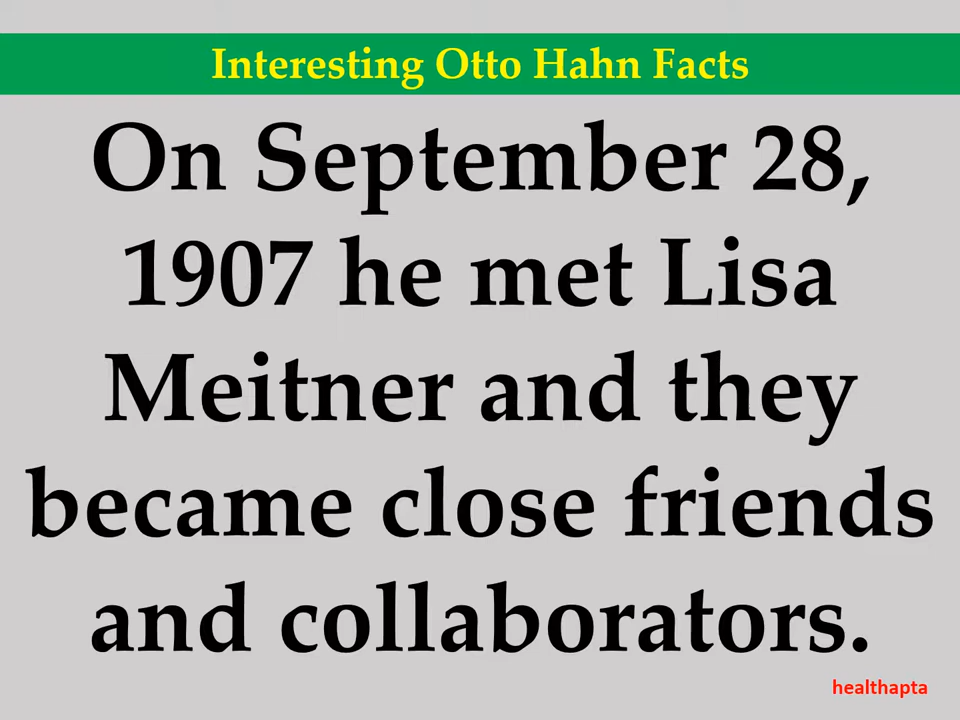 Interesting Otto Hahn Facts
On September 28,
1907 he met Lisa
Meitner and they
became close friends
and collaborators.
healthapta